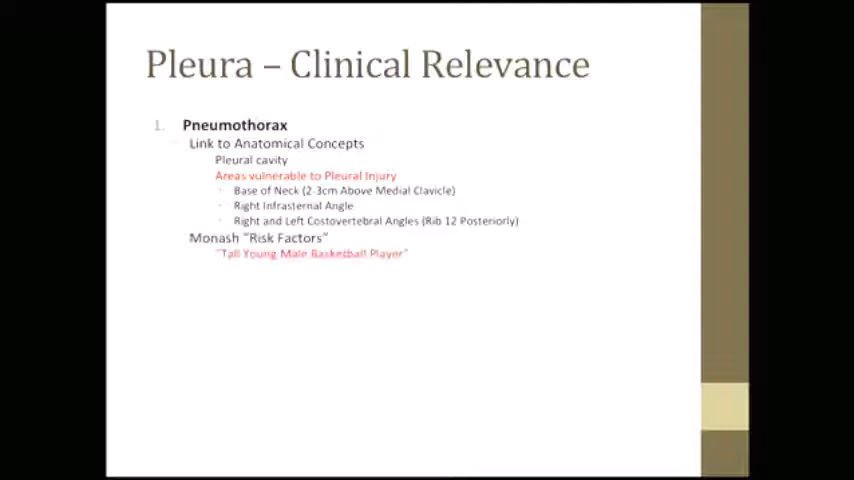 Pleura – Clinical Relevance
1. Pneumothorax
Link to Anatomical Concepts
Pleural cavity
Areas vulnerable to Pleural Injury
Base of Neck (2-3cm Above Medial Clavicle)
Right Infrasternal Angle
Right and Left Costovertebral Angles (Rib 12 Posteriorly)
Monash “Risk Factors”
“Tall Young Male Basketball Player”